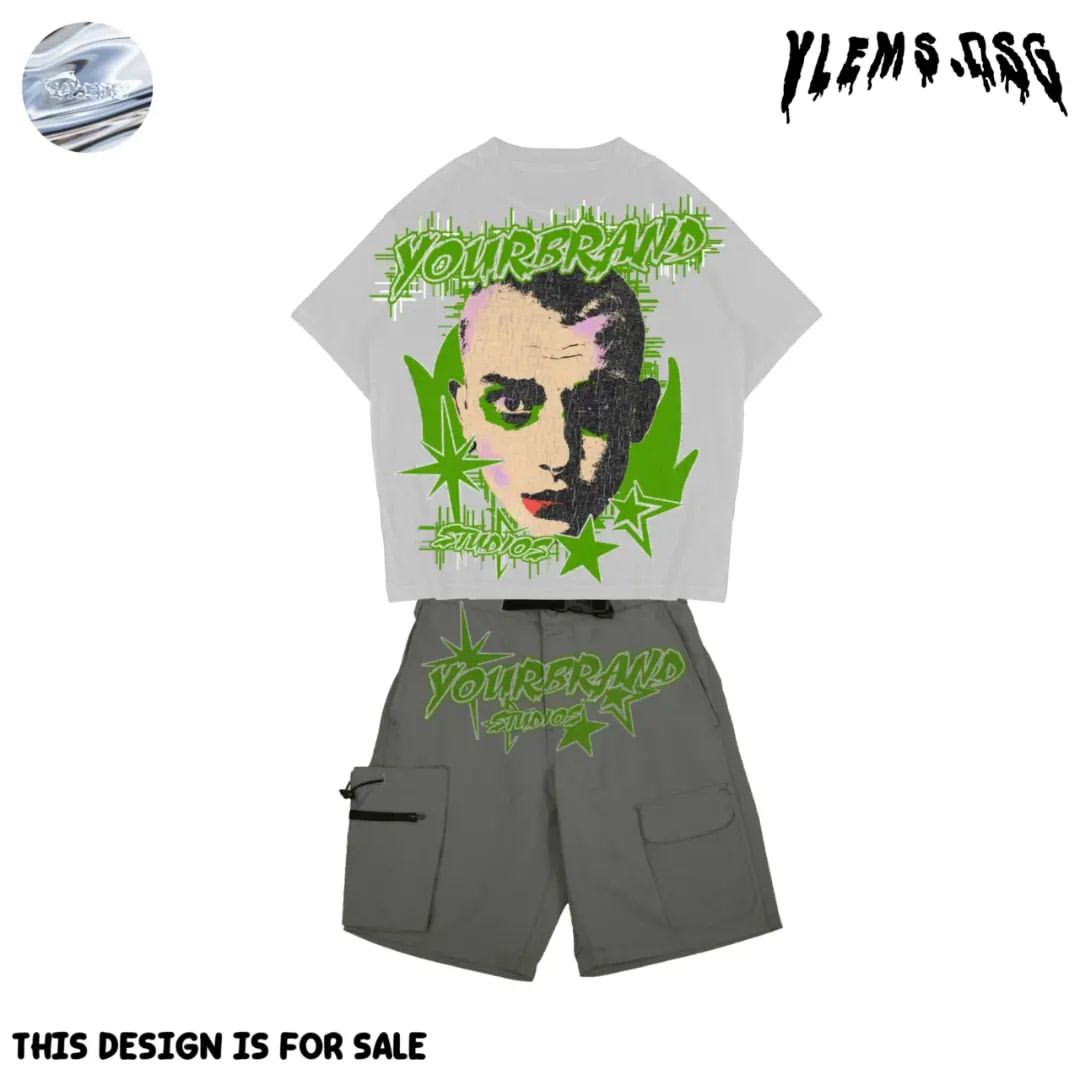 YLEMS.DSG
YOURBRAND
STUDIOS
YOURBRAND
STUDIOS
THIS DESIGN IS FOR SALE